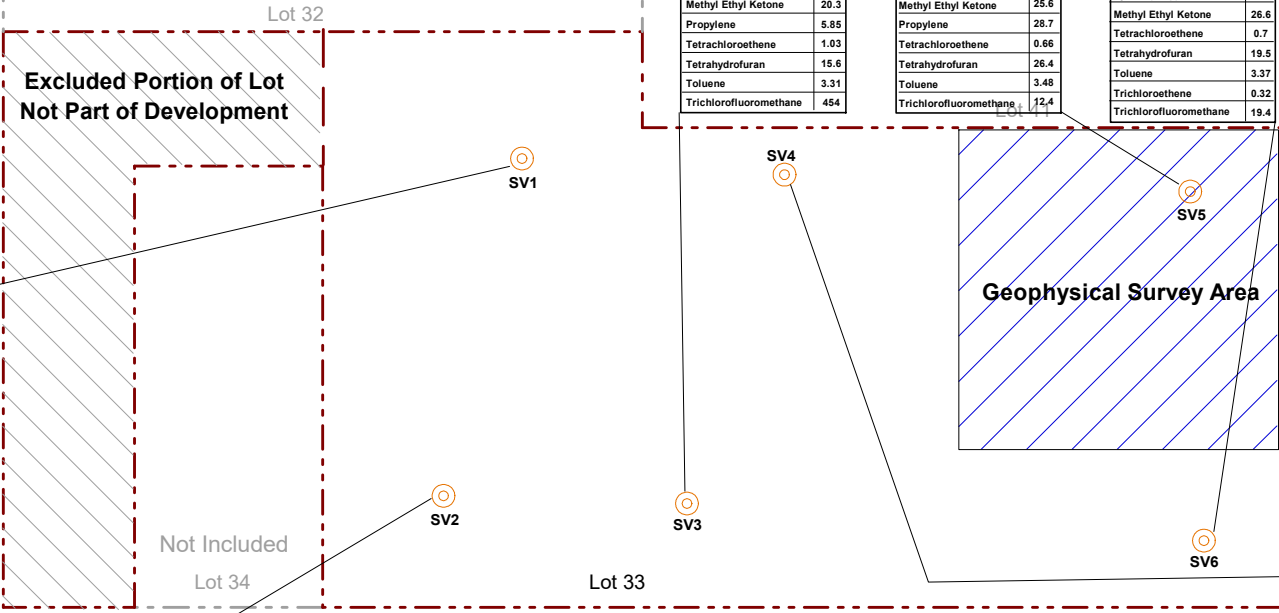 Lot 32
Methyl Ethyl Ketone 20.3
Propylene 5.85
Tetrachloroethene 1.03
Tetrahydrofuran 15.6
Toluene 3.31
Trichlorofluoromethane 454
Methyl Ethyl Ketone 25.6
Propylene 28.7
Tetrachloroethene 0.66
Tetrahydrofuran 26.4
Toluene 3.48
Trichlorofluoromethane 12.4
Methyl Ethyl Ketone 26.6
Tetrachloroethene 0.7
Tetrahydrofuran 19.5
Toluene 3.37
Trichloroethene 0.32
Trichlorofluoromethane 19.4
Lot 41
Excluded Portion of Lot
Not Part of Development
SV1
SV4
SV5
Geophysical Survey Area
SV2
SV3
SV6
Not Included
Lot 34
Lot 33